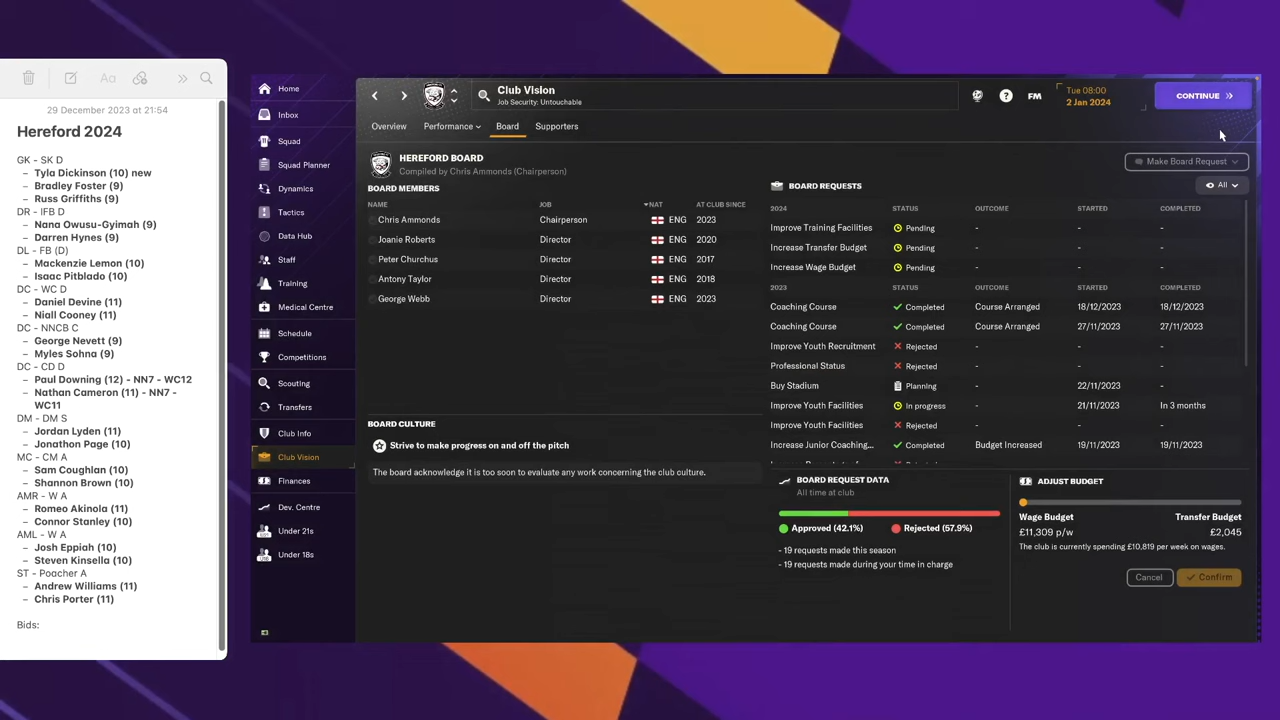 29 December 2023 at 21:54
Hereford 2024
GK - SK D
– Tyla Dickinson (10) new
– Bradley Foster (9)
– Russ Griffiths (9)
DR - IFB D
– Nana Owusu-Gyimah (9)
– Darren Hynes (9)
DL - FB (D)
– Mackenzie Lemon (10)
– Isaac Pitblado (10)
DC - WC D
– Daniel Devine (11)
– Niall Cooney (11)
DC - NNCB C
– George Nevett (9)
– Myles Sohna (9)
DC - CD D
– Paul Downing (12) - NN7 - WC12
– Nathan Cameron (11) - NN7 -
WC11
DM - DM S
– Jordan Lyden (11)
– Jonathon Page (10)
MC - CM A
– Sam Coughlan (10)
– Shannon Brown (10)
AMR - W A
– Romeo Akinola (11)
– Connor Stanley (10)
AML - W A
– Josh Eppiah (10)
– Steven Kinsella (10)
ST - Poacher A
– Andrew Williams (11)
– Chris Porter (11)
Bids:
Home
Inbox
Squad
Squad Planner
Dynamics
Tactics
Data Hub
Staff
Training
Medical Centre
Schedule
Competitions
Scouting
Transfers
Club Info
Club Vision
Finances
Dev. Centre
Under 21s
Under 18s
Club Vision
Job Security: Untouchable
FM
Tue 08:00
2 Jan 2024
CONTINUE
Overview Performance Board Supporters
HEREFORD BOARD
Compiled by Chris Ammonds (Chairperson)
Make Board Request
BOARD MEMBERS
NAME JOB NAT AT CLUB SINCE
Chris Ammonds Chairperson ENG 2023
Joanie Roberts Director ENG 2020
Peter Churchus Director ENG 2017
Antony Taylor Director ENG 2018
George Webb Director ENG 2023
BOARD CULTURE
Strive to make progress on and off the pitch
The board acknowledge it is too soon to evaluate any work concerning the club culture.
BOARD REQUESTS
All
2024 STATUS OUTCOME STARTED COMPLETED
Improve Training Facilities Pending - - -
Increase Transfer Budget Pending - - -
Increase Wage Budget Pending - - -
2023 STATUS OUTCOME STARTED COMPLETED
Coaching Course Completed Course Arranged 18/12/2023 18/12/2023
Coaching Course Completed Course Arranged 27/11/2023 27/11/2023
Improve Youth Recruitment Rejected - - -
Professional Status Rejected - - -
Buy Stadium Planning - 22/11/2023 -
Improve Youth Facilities In progress - 21/11/2023 In 3 months
Improve Youth Facilities Rejected - - -
Increase Junior Coaching... Completed Budget Increased 19/11/2023 19/11/2023
BOARD REQUEST DATA
All time at club
Approved (42.1%) Rejected (57.9%)
- 19 requests made this season
- 19 requests made during your time in charge
ADJUST BUDGET
Wage Budget Transfer Budget
£11,309 p/w £2,045
The club is currently spending £10,819 per week on wages.
Cancel Confirm